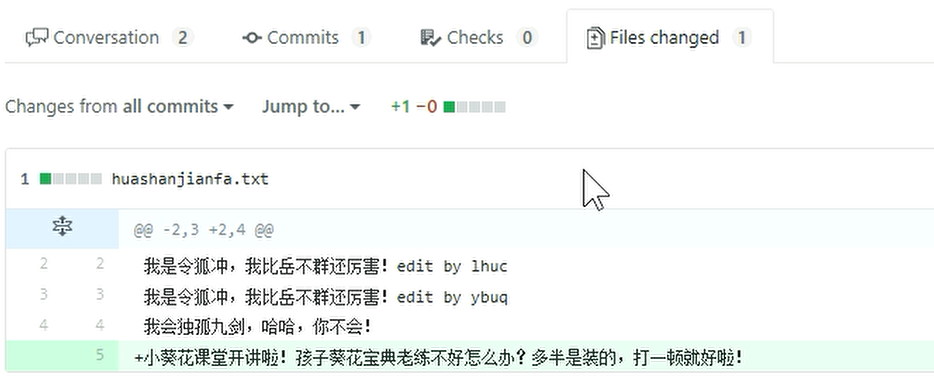 Conversation 2 Commits 1 Checks 0 Files changed 1
Changes from all commits Jump to... +1 −0
1 huashanjianfa.txt
@@ -2,3 +2,4 @@
2 2 我是令狐冲，我比岳不群还厉害！edit by lhuc
3 3 我是令狐冲，我比岳不群还厉害！edit by ybuq
4 4 我会独孤九剑，哈哈，你不会！
5 +小葵花课堂开讲啦！孩子葵花宝典老练不好怎么办？多半是装的，打一顿就好啦！